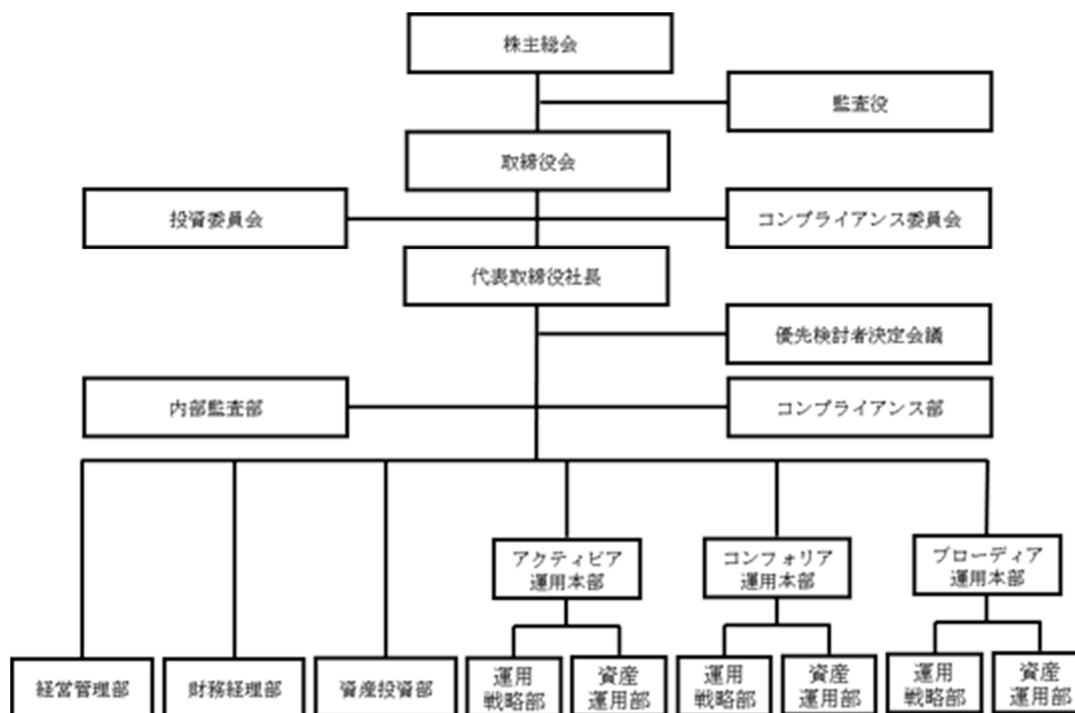 株主総会
監査役
取締役会
投資委員会
コンプライアンス委員会
代表取締役社長
優先検討者決定会議
内部監査部
コンプライアンス部
アクティビア
運用本部
コンフォリア
運用本部
ブローディア
運用本部
経営管理部
財務経理部
資産投資部
運用
戦略部
資産
運用部
運用
戦略部
資産
運用部
運用
戦略部
資産
運用部